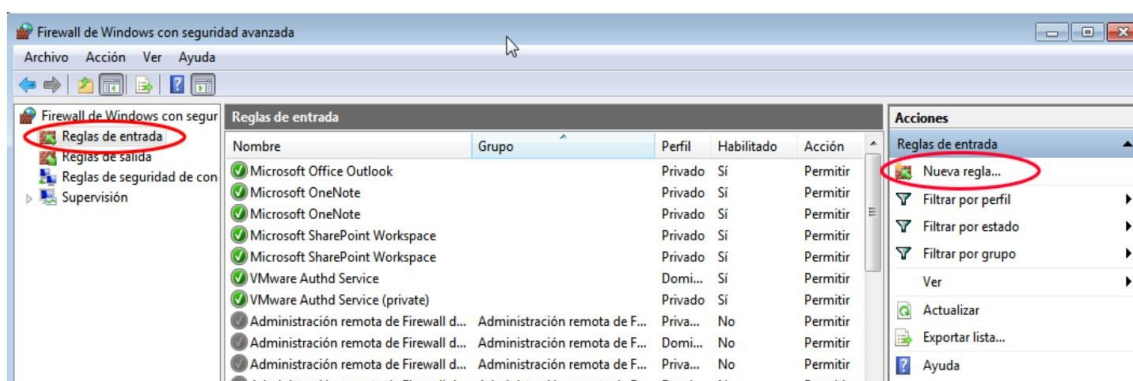 Firewall de Windows con seguridad avanzada
Archivo Acción Ver Ayuda
Firewall de Windows con segur
Reglas de entrada
Reglas de salida
Reglas de seguridad de con
Supervisión
Reglas de entrada
Nombre Grupo Perfil Habilitado Acción
Microsoft Office Outlook Privado Sí Permitir
Microsoft OneNote Privado Sí Permitir
Microsoft OneNote Privado Sí Permitir
Microsoft SharePoint Workspace Privado Sí Permitir
Microsoft SharePoint Workspace Privado Sí Permitir
VMware Authd Service Domi... Sí Permitir
VMware Authd Service (private) Privado Sí Permitir
Administración remota de Firewall d... Administración remota de F... Priva... No Permitir
Administración remota de Firewall d... Administración remota de F... Domi... No Permitir
Administración remota de Firewall d... Administración remota de F... Priva... No Permitir
Acciones
Reglas de entrada
Nueva regla...
Filtrar por perfil
Filtrar por estado
Filtrar por grupo
Ver
Actualizar
Exportar lista...
Ayuda